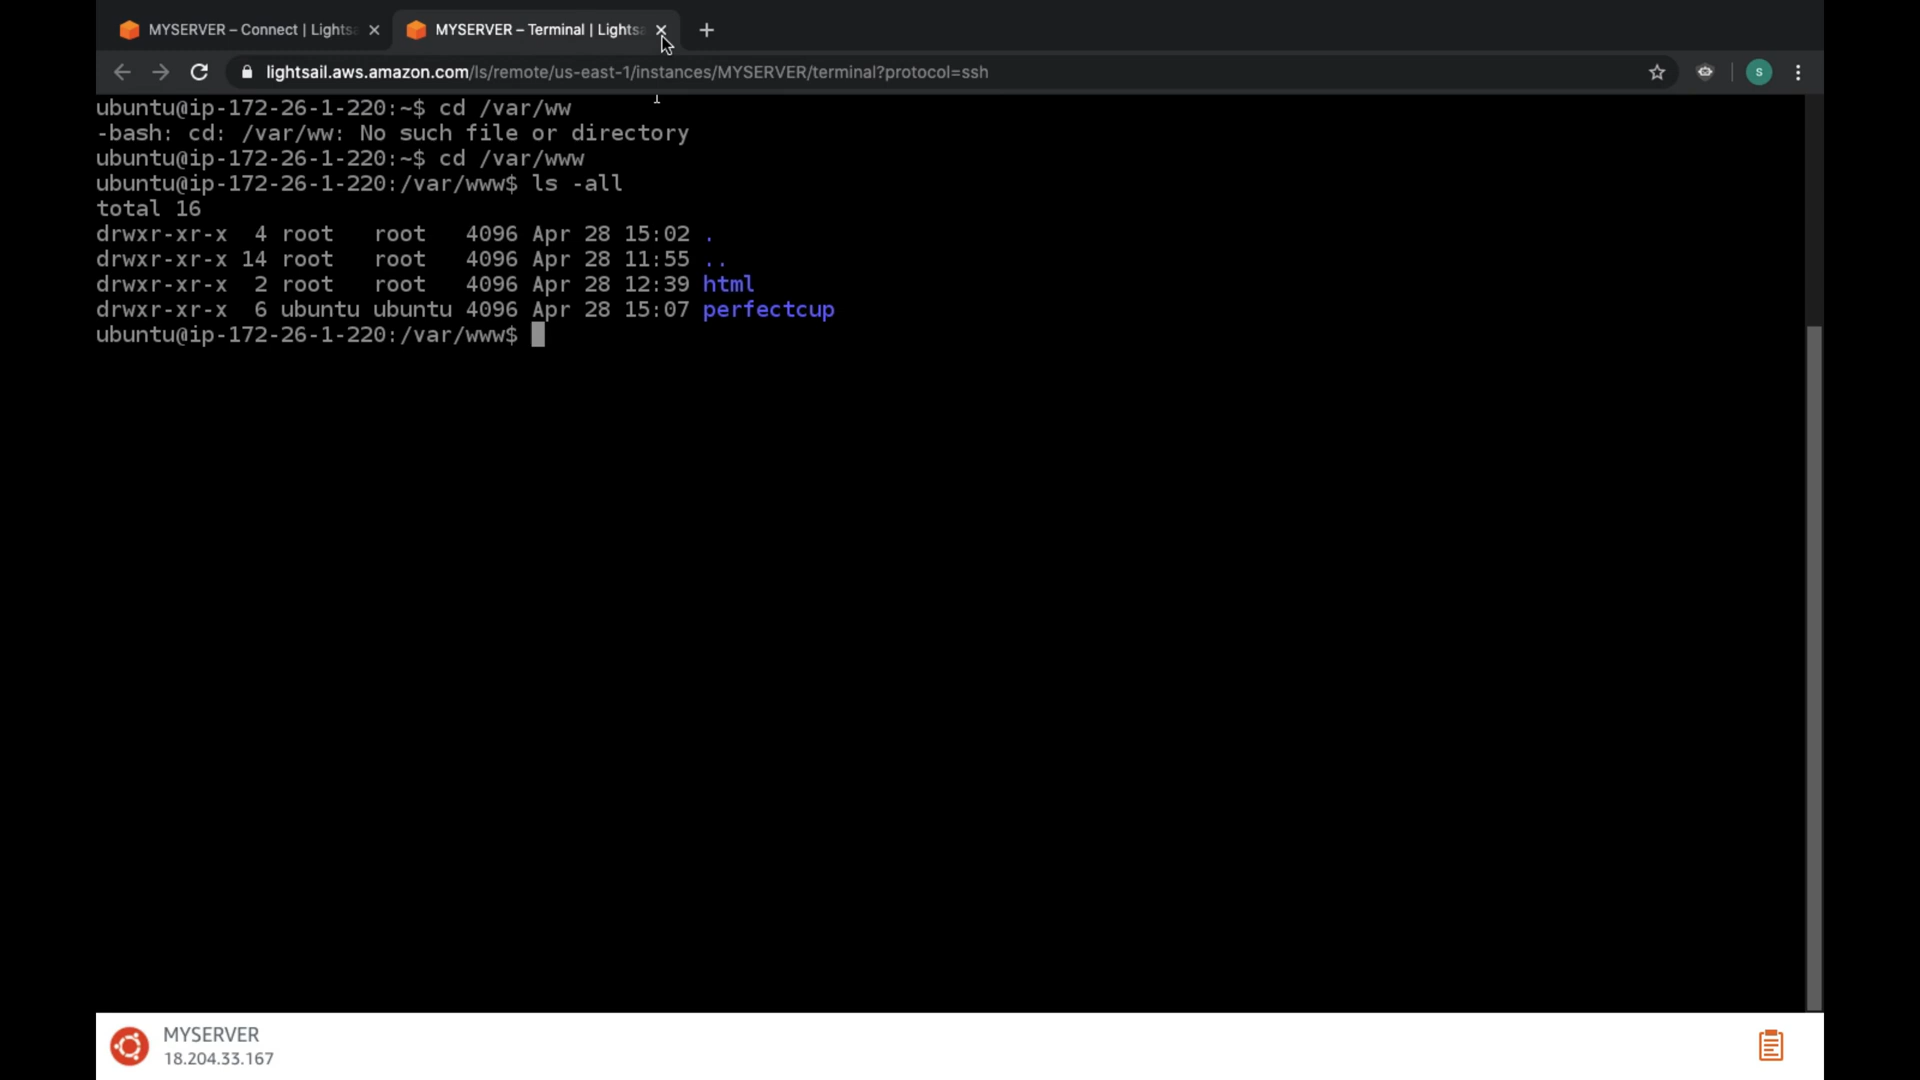 MYSERVER – Connect | Lights
MYSERVER – Terminal | Lights
lightsail.aws.amazon.com/ls/remote/us-east-1/instances/MYSERVER/terminal?protocol=ssh
S
ubuntu@ip-172-26-1-220:~$ cd /var/ww
-bash: cd: /var/ww: No such file or directory
ubuntu@ip-172-26-1-220:~$ cd /var/www
ubuntu@ip-172-26-1-220:/var/www$ ls -all
total 16
drwxr-xr-x  4 root   root   4096 Apr 28 15:02 .
drwxr-xr-x 14 root   root   4096 Apr 28 11:55 ..
drwxr-xr-x  2 root   root   4096 Apr 28 12:39 html
drwxr-xr-x  6 ubuntu ubuntu 4096 Apr 28 15:07 perfectcup
ubuntu@ip-172-26-1-220:/var/www$
MYSERVER
18.204.33.167